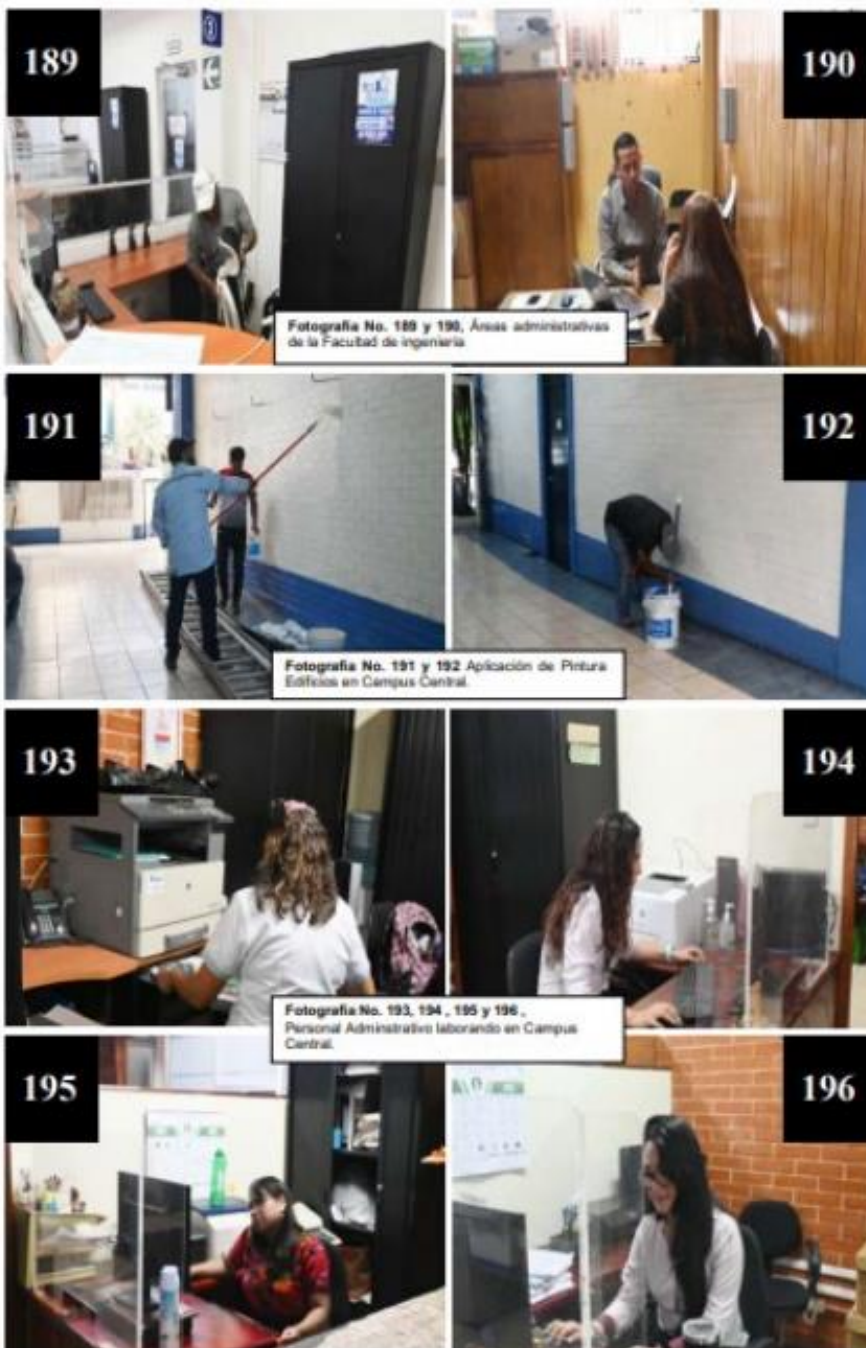 189
190
Fotografía No. 189 y 190, Áreas administrativas
de la Facultad de ingeniería
191
192
Fotografía No. 191 y 192 Aplicación de Pintura
Edificios en Campus Central.
193
194
Fotografía No. 193, 194 , 195 y 196 .
Personal Adminstrativo laborando en Campus
Central.
195
196